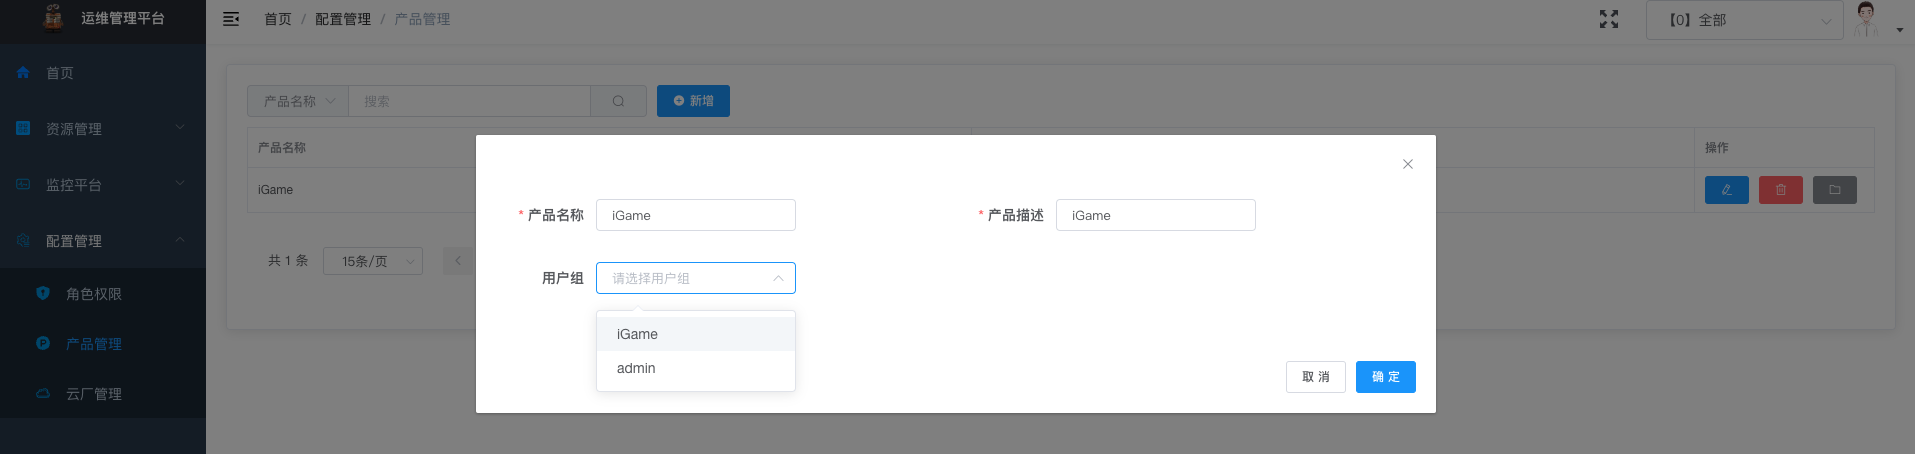 运维管理平台
首页 / 配置管理 / 产品管理
【0】全部
首页
资源管理
监控平台
配置管理
角色权限
产品管理
云厂管理
产品名称 搜索 新增
产品名称 操作
iGame
共 1 条 15条/页
* 产品名称 iGame * 产品描述 iGame
用户组 请选择用户组
iGame
admin
取 消 确 定